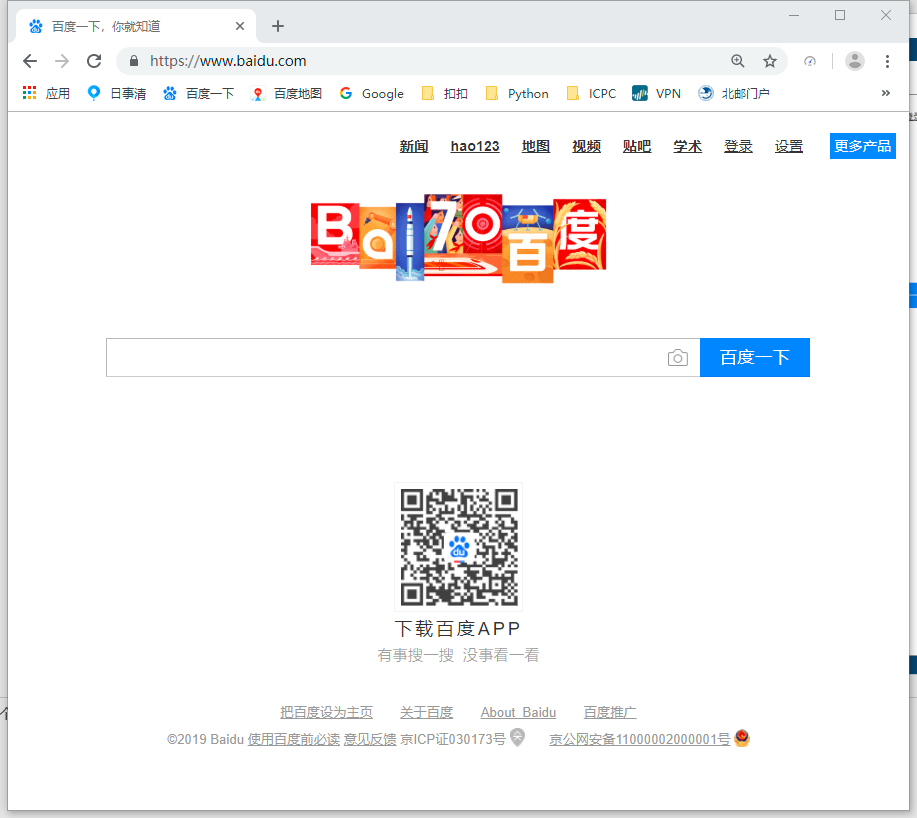 百度一下，你就知道
https://www.baidu.com
应用 日事清 百度一下 百度地图 Google 扣扣 Python ICPC VPN 北邮门户 »
新闻 hao123 地图 视频 贴吧 学术 登录 设置 更多产品
Bai 70 百度
百度一下
du
下载百度APP
有事搜一搜 没事看一看
把百度设为主页 关于百度 About Baidu 百度推广
©2019 Baidu 使用百度前必读 意见反馈 京ICP证030173号 京公网安备11000002000001号